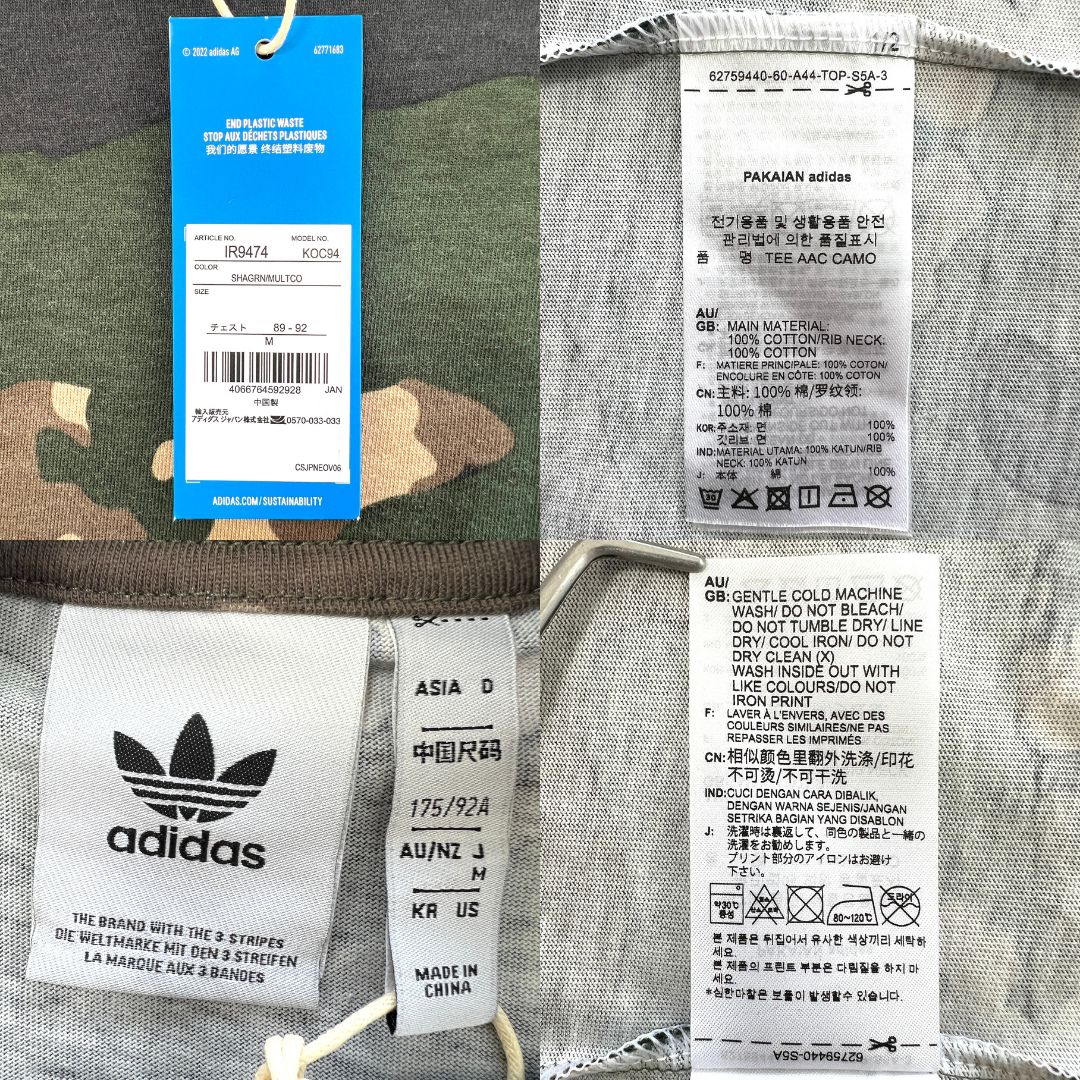 © 2022 adidas AG
62771683
END PLASTIC WASTE
STOP AUX DÉCHETS PLASTIQUES
我们的愿景 终结塑料废物
ARTICLE NO.
MODEL NO.
IR9474
KOC94
COLOR
SHAGRN/MULTCO
SIZE
チェスト 89 - 92
M
4066764592928 JAN
中国製
輸入販売元
アディダス ジャパン株式会社 0570-033-033
CSJPNEOV06
ADIDAS.COM/SUSTAINABILITY
1/2
62759440-60-A44-TOP-S5A-3
PAKAIAN adidas
전기용품 및 생활용품 안전
관리법에 의한 품질표시
품 명 TEE AAC CAMO
AU/
GB: MAIN MATERIAL:
100% COTTON/RIB NECK:
100% COTTON
F: MATIERE PRINCIPALE: 100% COTON/
ENCOLURE EN CÔTE: 100% COTON
CN:主料: 100% 棉/罗纹领:
100% 棉
KOR:주소재: 면 100%
깃리브: 면 100%
IND:MATERIAL UTAMA: 100% KATUN/RIB
NECK: 100% KATUN
J: 本体 綿 100%
30
adidas
THE BRAND WITH THE 3 STRIPES
DIE WELTMARKE MIT DEN 3 STREIFEN
LA MARQUE AUX 3 BANDES
ASIA D
中国尺码
175/92A
AU/NZ J
M
KR US
MADE IN
CHINA
AU/
GB: GENTLE COLD MACHINE
WASH/ DO NOT BLEACH/
DO NOT TUMBLE DRY/ LINE
DRY/ COOL IRON/ DO NOT
DRY CLEAN (X)
WASH INSIDE OUT WITH
LIKE COLOURS/DO NOT
IRON PRINT
F: LAVER À L'ENVERS, AVEC DES
COULEURS SIMILAIRES/NE PAS
REPASSER LES IMPRIMÉS
CN:相似颜色里翻外洗涤/印花
不可烫/不可干洗
IND:CUCI DENGAN CARA DIBALIK,
DENGAN WARNA SEJENIS/JANGAN
SETRIKA BAGIAN YANG DISABLON
J: 洗濯時は裏返して、同色の製品と一緒の
洗濯をお勧めします。
プリント部分のアイロンはお避け
下さい。
약30℃
중성
80~120℃
드라이
본 제품은 뒤집어서 유사한 색상끼리 세탁하
세요.
본 제품의 프린트 부분은 다림질을 하지 마
세요.
*심한마찰은 보풀이 발생할수 있습니다.
62759440-S5A